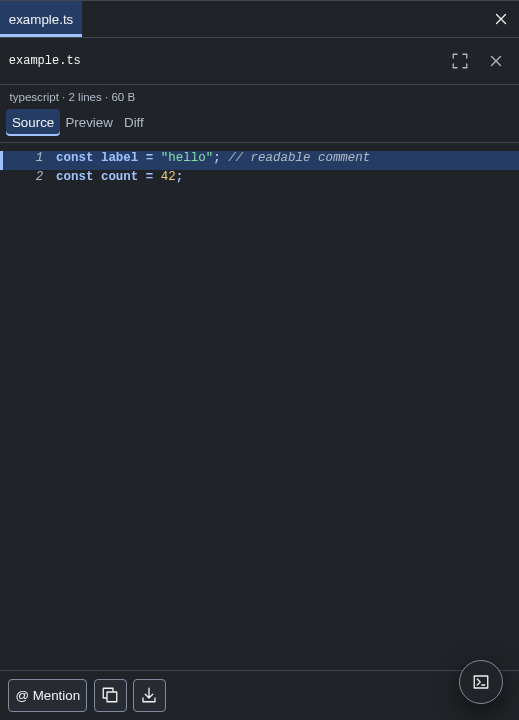 example.ts
example.ts
typescript · 2 lines · 60 B
Source Preview Diff
1 const label = "hello"; // readable comment
2 const count = 42;
@ Mention